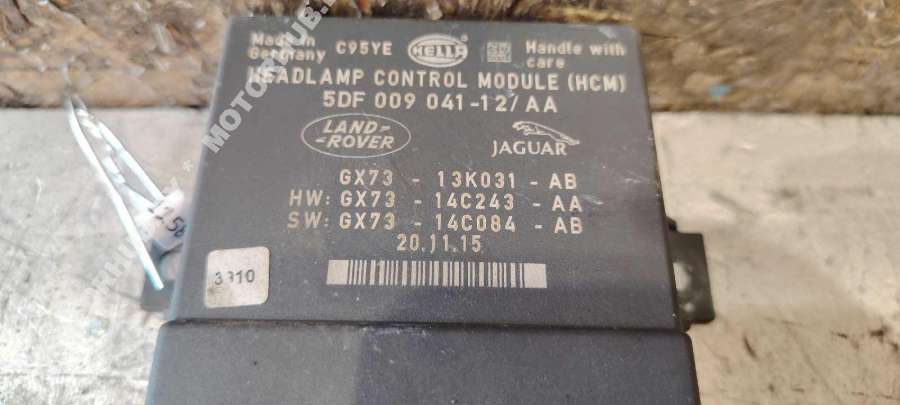 Made in Germany C95YE HELLA Handle with care
HEADLAMP CONTROL MODULE (HCM)
5DF 009 041-12/AA
LAND-ROVER JAGUAR
GX73 - 13K031 - AB
HW: GX73 - 14C243 - AA
SW: GX73 - 14C084 - AB
20.11.15
3910